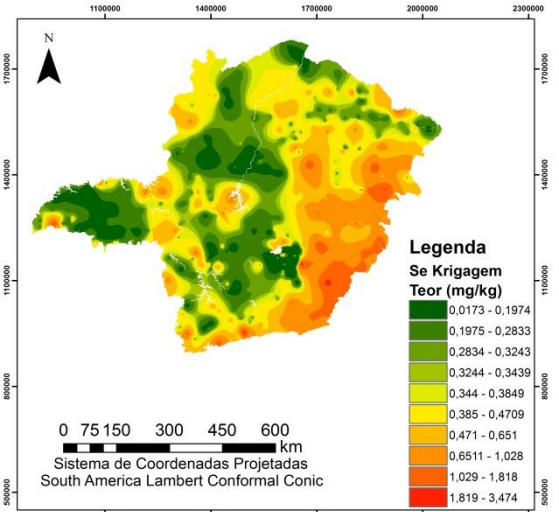 1100000 1400000 1700000 2000000 2300000
N
1700000 1700000
1400000 1400000
1100000 1100000
800000 800000
500000 500000
Legenda
Se Krigagem
Teor (mg/kg)
0,0173 - 0,1974
0,1975 - 0,2833
0,2834 - 0,3243
0,3244 - 0,3439
0,344 - 0,3849
0,385 - 0,4709
0,471 - 0,651
0,6511 - 1,028
1,029 - 1,818
1,819 - 3,474
0 75 150 300 450 600
km
Sistema de Coordenadas Projetadas
South America Lambert Conformal Conic